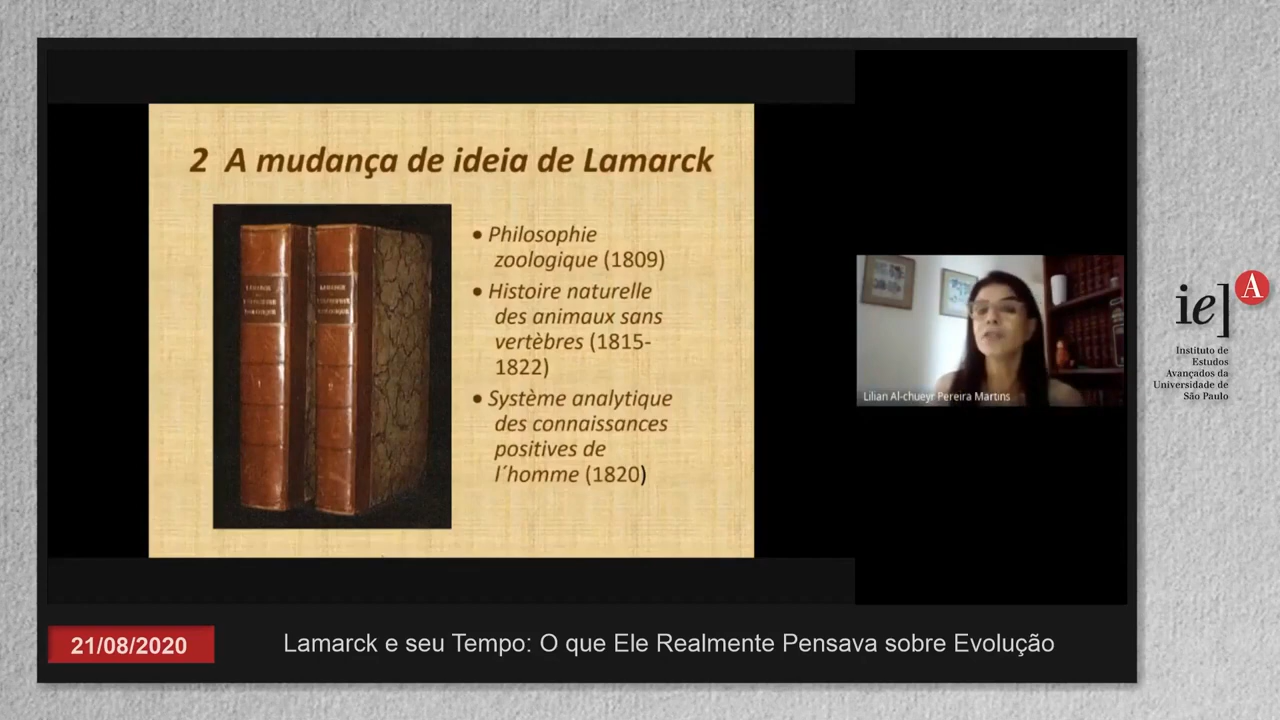 2 A mudança de ideia de Lamarck
• Philosophie
zoologique (1809)
• Histoire naturelle
des animaux sans
vertèbres (1815-
1822)
• Système analytique
des connaissances
positives de
l´homme (1820)
LAMARCK
LAMARCK
Lilian Al-chueyr Pereira Martins
ie] A
Instituto de
Estudos
Avançados da
Universidade de
São Paulo
21/08/2020
Lamarck e seu Tempo: O que Ele Realmente Pensava sobre Evolução